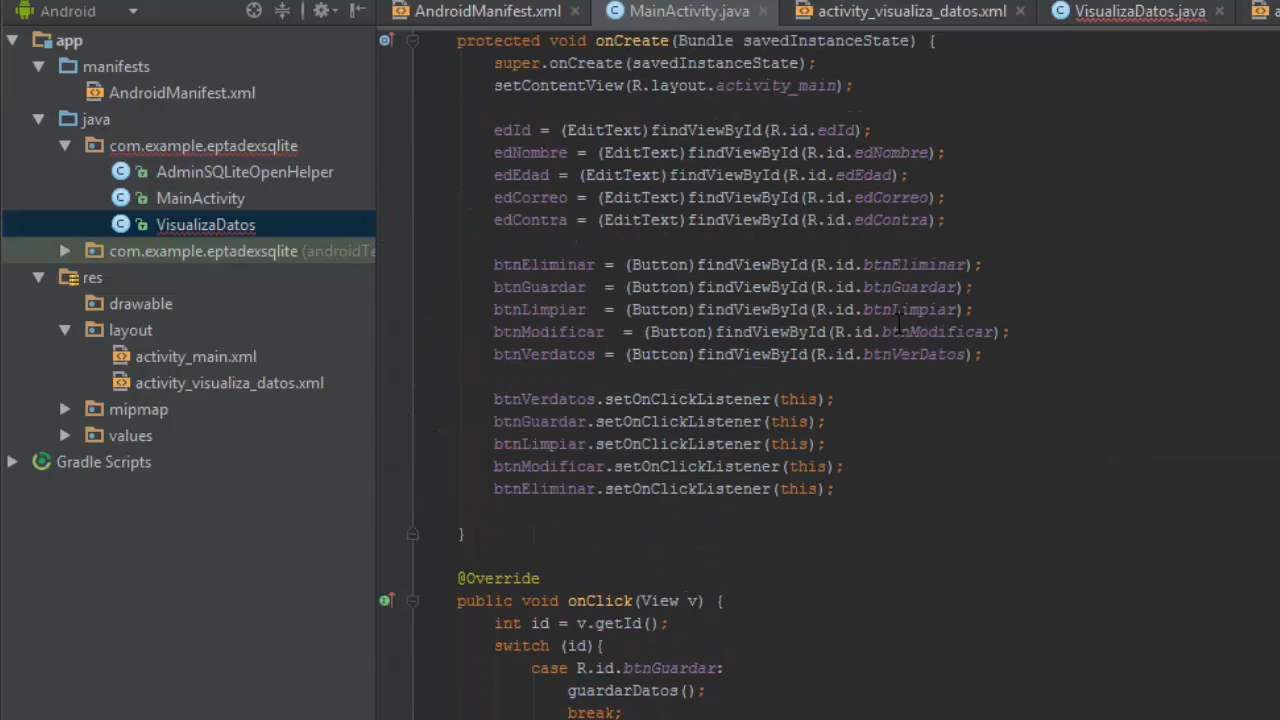 Android
app
manifests
AndroidManifest.xml
java
com.example.eptadexsqlite
AdminSQLiteOpenHelper
MainActivity
VisualizaDatos
com.example.eptadexsqlite (androidTe
res
drawable
layout
activity_main.xml
activity_visualiza_datos.xml
mipmap
values
Gradle Scripts
AndroidManifest.xml × MainActivity.java × activity_visualiza_datos.xml × VisualizaDatos.java ×
protected void onCreate(Bundle savedInstanceState) {
super.onCreate(savedInstanceState);
setContentView(R.layout.activity_main);
edId = (EditText)findViewById(R.id.edId);
edNombre = (EditText)findViewById(R.id.edNombre);
edEdad = (EditText)findViewById(R.id.edEdad);
edCorreo = (EditText)findViewById(R.id.edCorreo);
edContra = (EditText)findViewById(R.id.edContra);
btnEliminar = (Button)findViewById(R.id.btnEliminar);
btnGuardar  = (Button)findViewById(R.id.btnGuardar);
btnLimpiar  = (Button)findViewById(R.id.btnLimpiar);
btnModificar  = (Button)findViewById(R.id.btnModificar);
btnVerdatos = (Button)findViewById(R.id.btnVerDatos);
btnVerdatos.setOnClickListener(this);
btnGuardar.setOnClickListener(this);
btnLimpiar.setOnClickListener(this);
btnModificar.setOnClickListener(this);
btnEliminar.setOnClickListener(this);
}
@Override
public void onClick(View v) {
int id = v.getId();
switch (id){
case R.id.btnGuardar:
guardarDatos();
break;